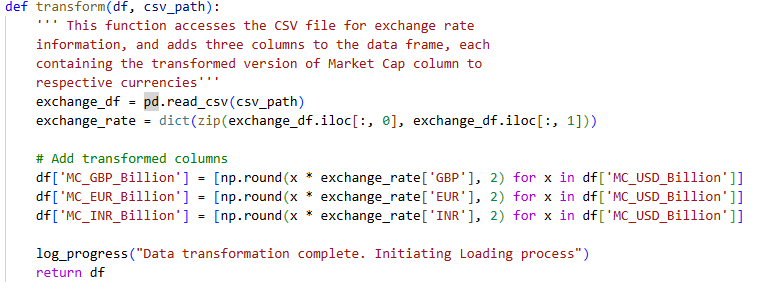 def transform(df, csv_path):
    ''' This function accesses the CSV file for exchange rate
    information, and adds three columns to the data frame, each
    containing the transformed version of Market Cap column to
    respective currencies'''
    exchange_df = pd.read_csv(csv_path)
    exchange_rate = dict(zip(exchange_df.iloc[:, 0], exchange_df.iloc[:, 1]))

    # Add transformed columns
    df['MC_GBP_Billion'] = [np.round(x * exchange_rate['GBP'], 2) for x in df['MC_USD_Billion']]
    df['MC_EUR_Billion'] = [np.round(x * exchange_rate['EUR'], 2) for x in df['MC_USD_Billion']]
    df['MC_INR_Billion'] = [np.round(x * exchange_rate['INR'], 2) for x in df['MC_USD_Billion']]

    log_progress("Data transformation complete. Initiating Loading process")
    return df